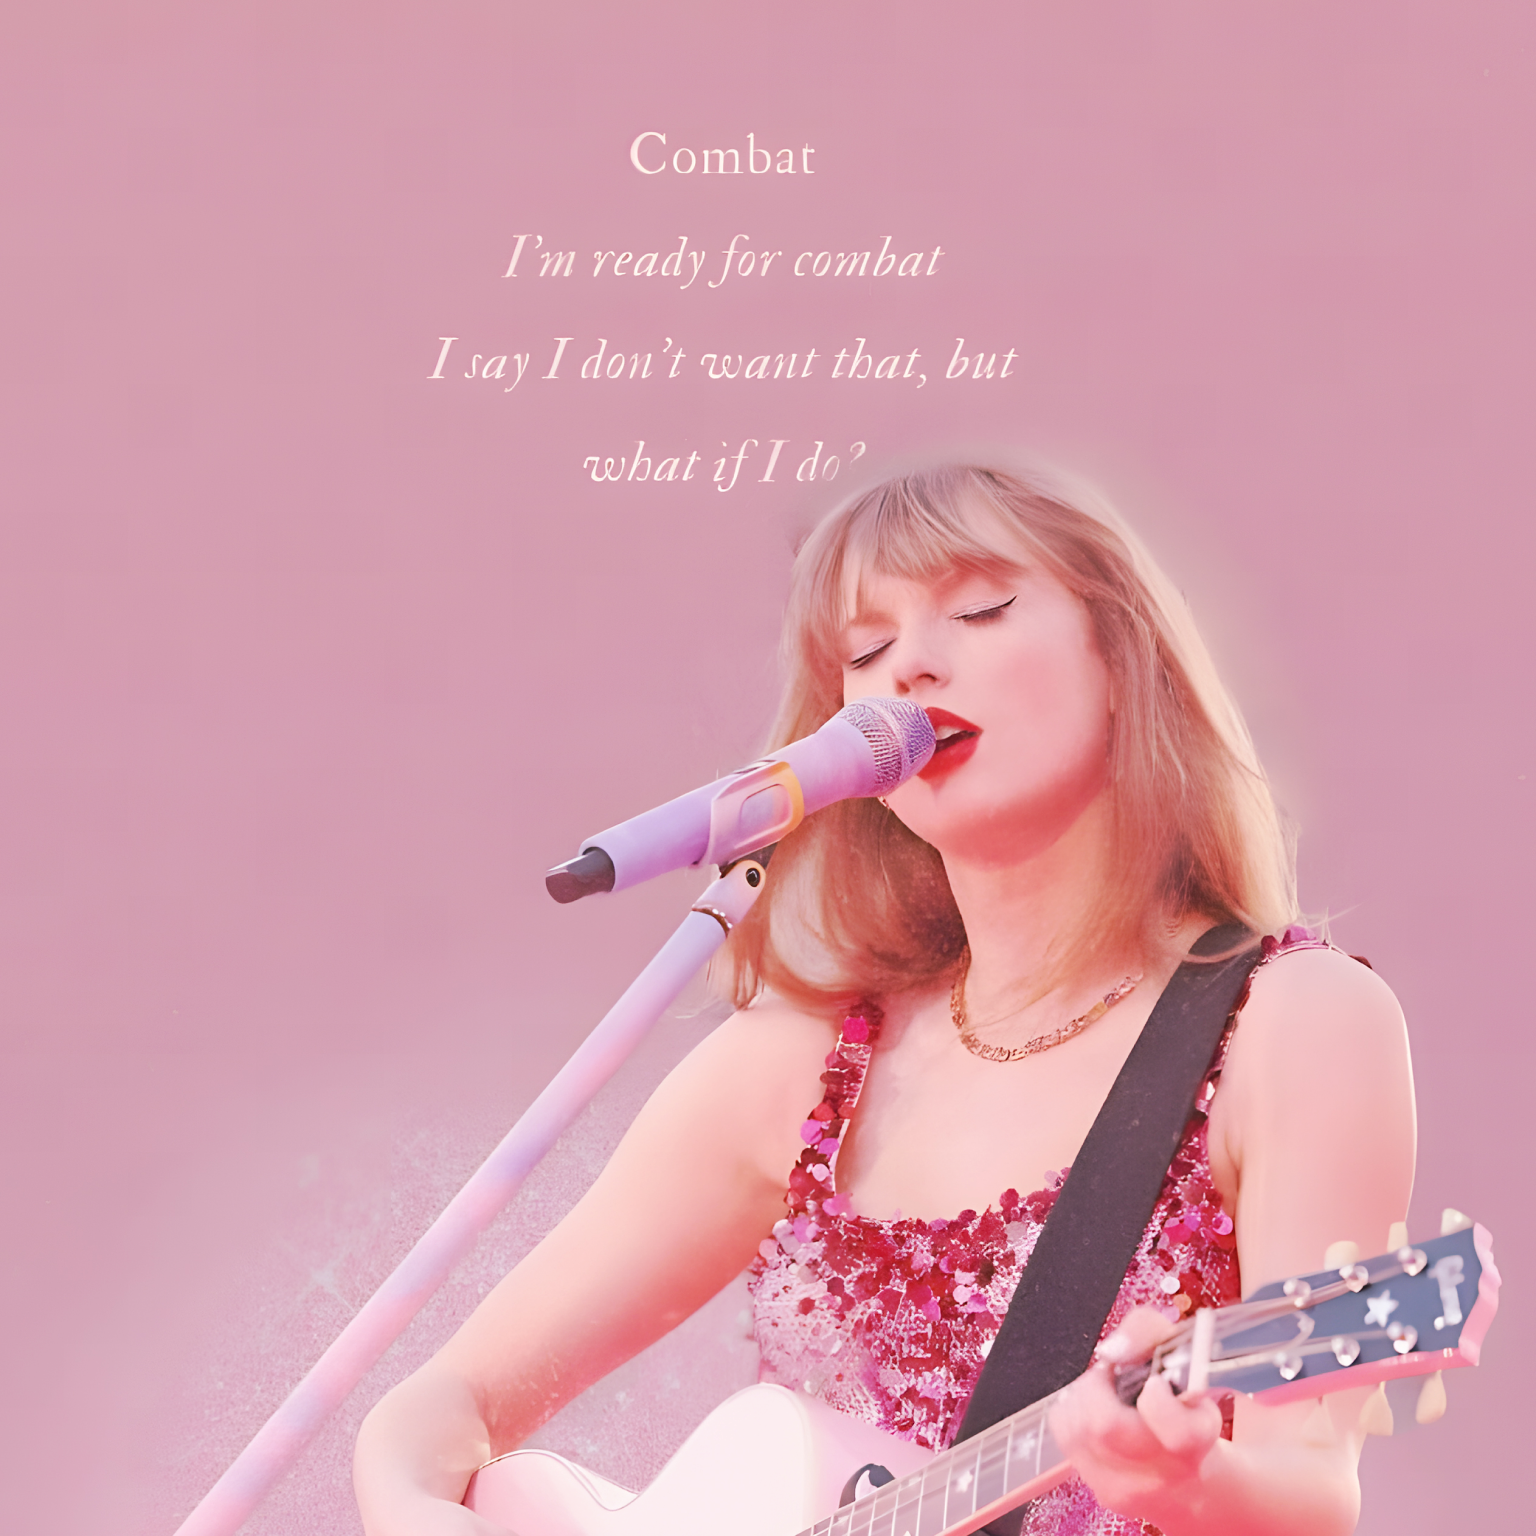 Combat
I’m ready for combat
I say I don’t want that, but
what if I do?